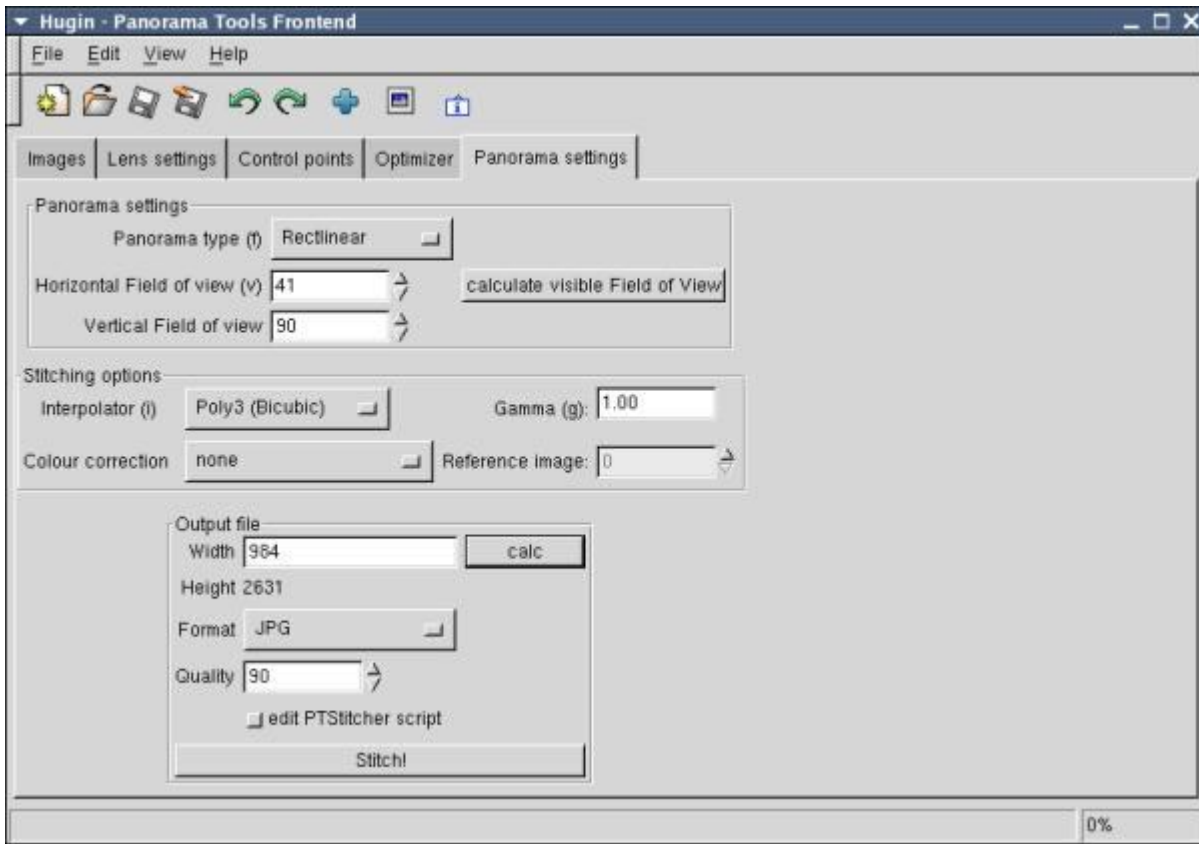 Hugin - Panorama Tools Frontend
File Edit View Help
Images Lens settings Control points Optimizer Panorama settings
Panorama settings
Panorama type (f) Rectlinear
Horizontal Field of view (v) 41 calculate visible Field of View
Vertical Field of view 90
Stitching options
Interpolator (i) Poly3 (Bicubic) Gamma (g): 1.00
Colour correction none Reference image: 0
Output file
Width 984 calc
Height 2631
Format JPG
Quality 90
edit PTStitcher script
Stitch!
0%